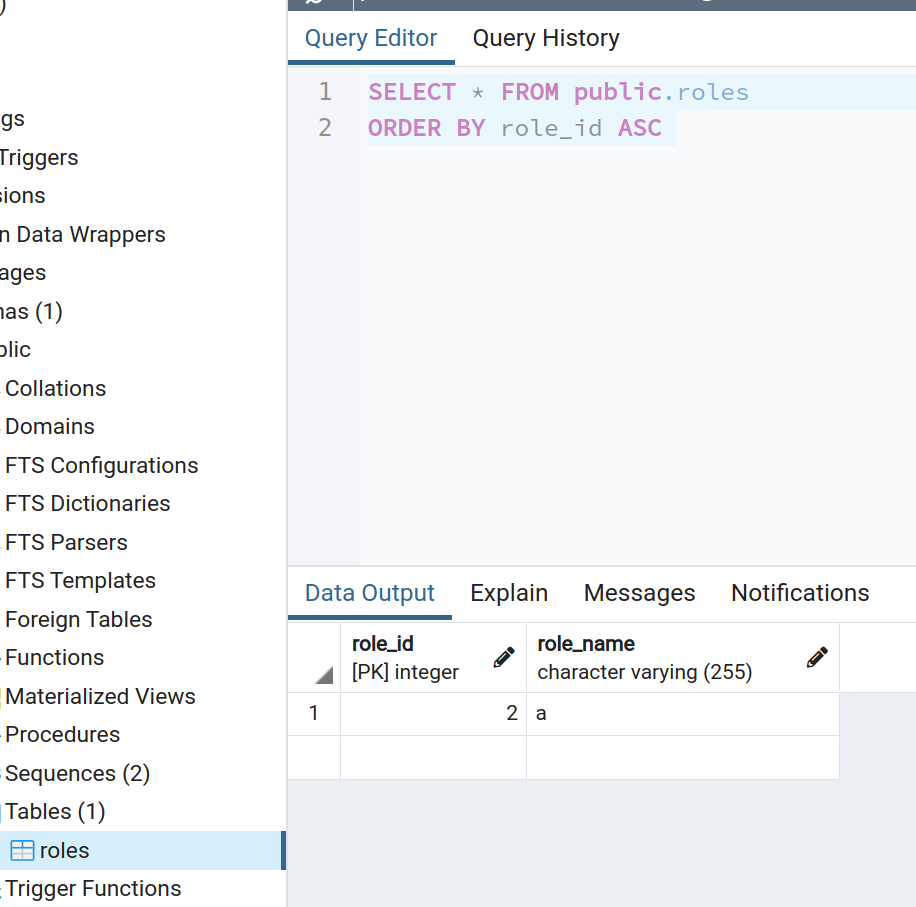 Query Editor
Query History
1 SELECT * FROM public.roles
2 ORDER BY role_id ASC
gs
Triggers
sions
n Data Wrappers
ages
nas (1)
blic
Collations
Domains
FTS Configurations
FTS Dictionaries
FTS Parsers
FTS Templates
Foreign Tables
Functions
Materialized Views
Procedures
Sequences (2)
Tables (1)
roles
Trigger Functions
Data Output
Explain
Messages
Notifications
role_id
[PK] integer
role_name
character varying (255)
1 2 a